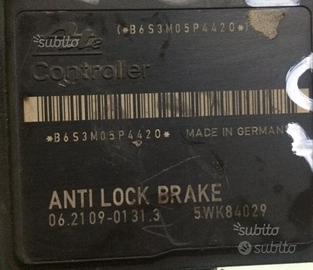 (*B6S3M05P4420*)
subito
Controller
*B6S3M05P4420* MADE IN GERMANY
ANTI LOCK BRAKE
06.2109-0131.3 5WK84029
subito
subito